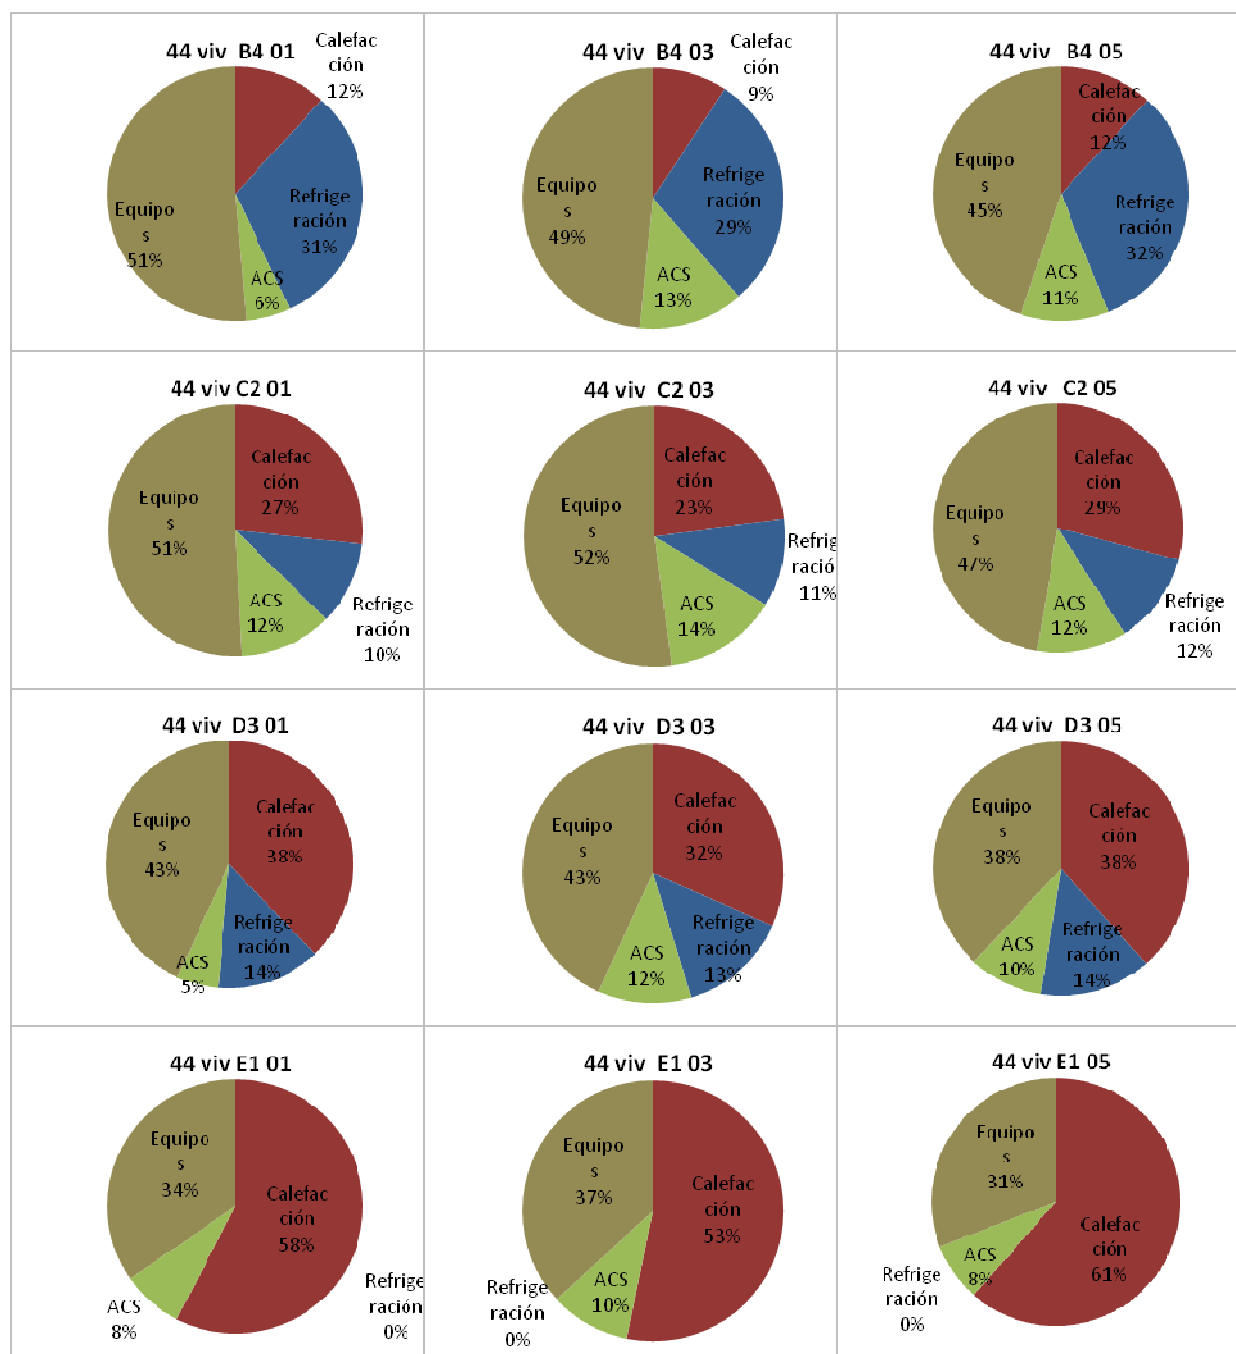 44 viv B4 01
Calefac
ción
12%
Refrige
ración
31%
ACS
6%
Equipo
s
51%
44 viv B4 03
Calefac
ción
9%
Refrige
ración
29%
ACS
13%
Equipo
s
49%
44 viv B4 05
Calefac
ción
12%
Refrige
ración
32%
ACS
11%
Equipo
s
45%
44 viv C2 01
Calefac
ción
27%
Refrige
ración
10%
ACS
12%
Equipo
s
51%
44 viv C2 03
Calefac
ción
23%
Refrig
ració
11%
ACS
14%
Equipo
s
52%
44 viv C2 05
Calefac
ción
29%
Refrige
ración
12%
ACS
12%
Equipo
s
47%
44 viv D3 01
Calefac
ción
38%
Refrige
ración
14%
ACS
5%
Equipo
s
43%
44 viv D3 03
Calefac
ción
32%
Refrige
ración
13%
ACS
12%
Equipo
s
43%
44 viv D3 05
Calefac
ción
38%
Refrige
ración
14%
ACS
10%
Equipo
s
38%
44 viv E1 01
Calefac
ción
58%
Refrige
ración
0%
ACS
8%
Equipo
s
34%
44 viv E1 03
Calefac
ción
53%
Refrige
ración
0%
ACS
10%
Equipo
s
37%
44 viv E1 05
Calefac
ción
61%
Refrige
ración
0%
ACS
8%
Equipo
s
31%